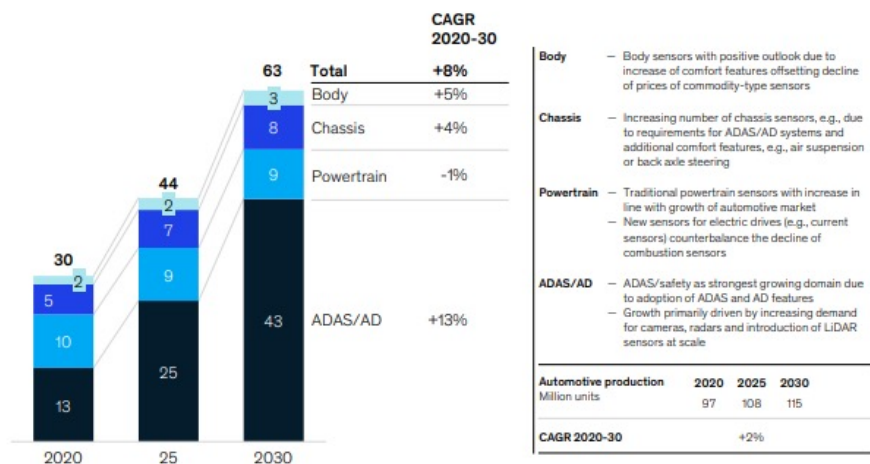 CAGR
2020-30
63 Total +8%
3 Body +5%
8 Chassis +4%
9 Powertrain -1%
43 ADAS/AD +13%
44
2
7
9
25
30
2
5
10
13
2020 25 2030
Body – Body sensors with positive outlook due to
increase of comfort features offsetting decline
of prices of commodity-type sensors
Chassis – Increasing number of chassis sensors, e.g., due
to requirements for ADAS/AD systems and
additional comfort features, e.g., air suspension
or back axle steering
Powertrain – Traditional powertrain sensors with increase in
line with growth of automotive market
– New sensors for electric drives (e.g., current
sensors) counterbalance the decline of
combustion sensors
ADAS/AD – ADAS/safety as strongest growing domain due
to adoption of ADAS and AD features
– Growth primarily driven by increasing demand
for cameras, radars and introduction of LiDAR
sensors at scale
Automotive production 2020 2025 2030
Million units 97 108 115
CAGR 2020-30 +2%